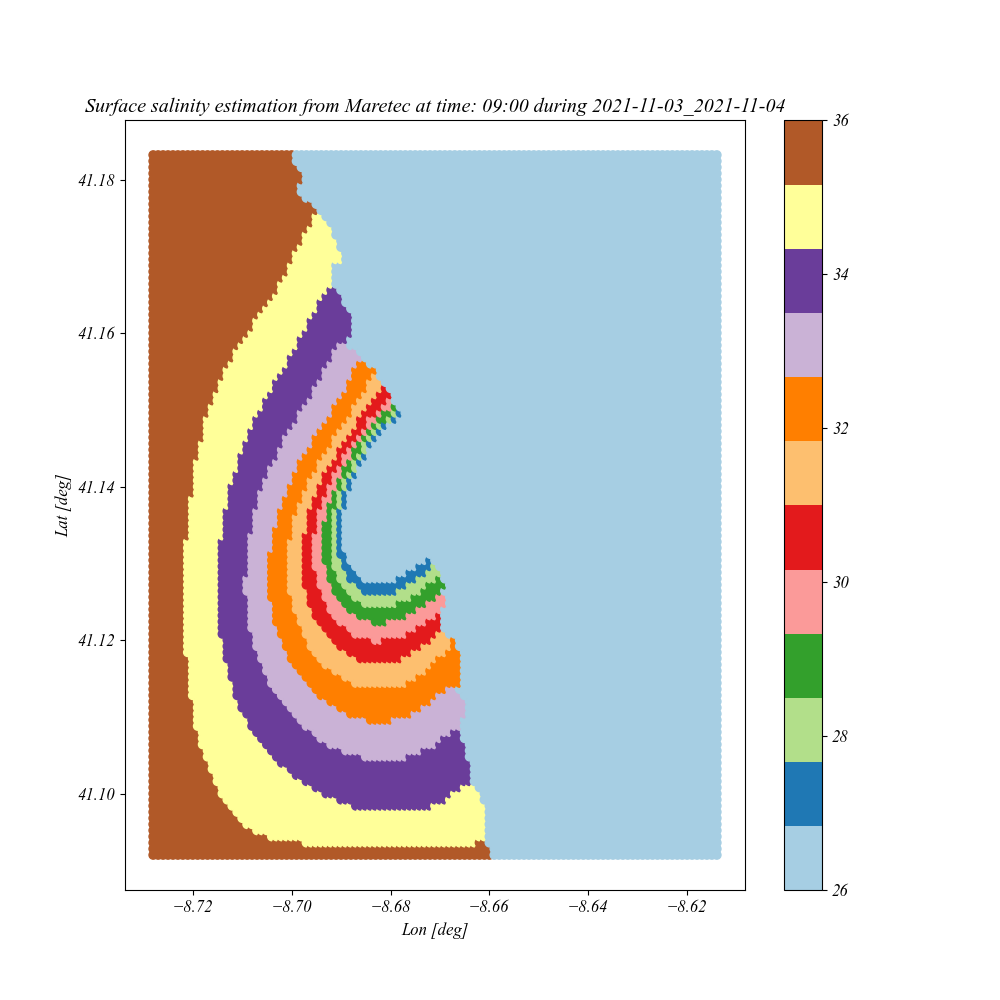 Surface salinity estimation from Maretec at time: 09:00 during 2021-11-03_2021-11-04
36
41.18
34
41.16
32
41.14
Lat [deg]
30
41.12
28
41.10
26
−8.72 −8.70 −8.68 −8.66 −8.64 −8.62
Lon [deg]